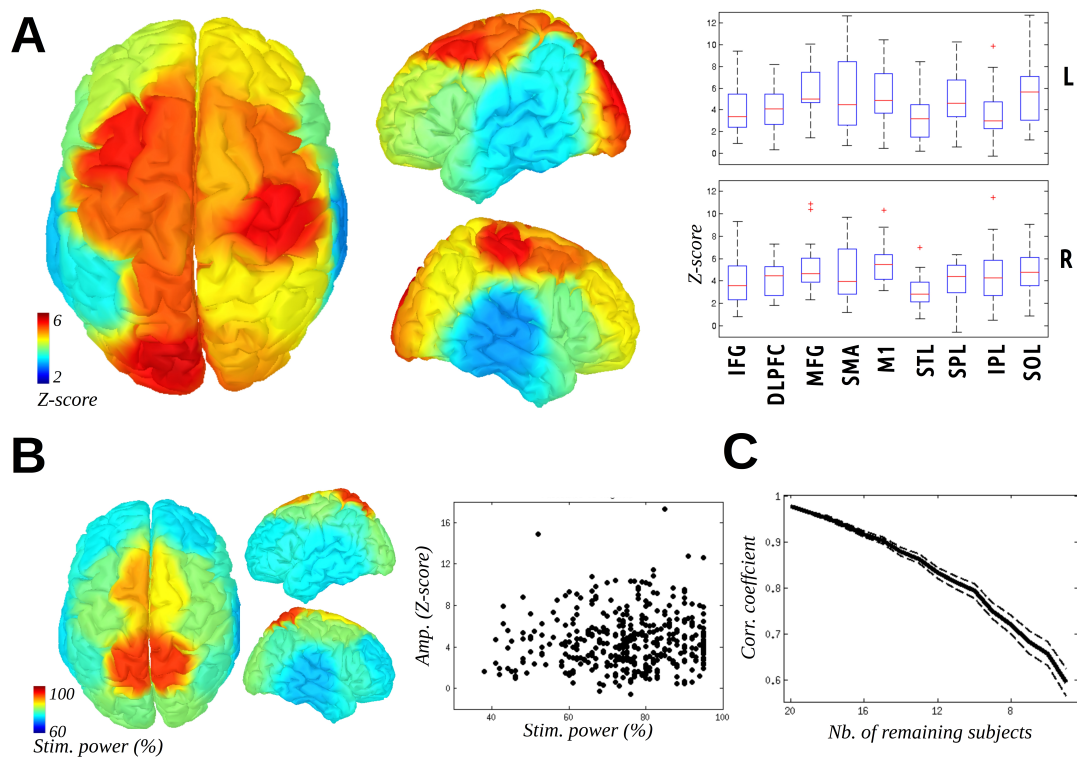 A
6
2
Z-score
12
10
8
6
4
2
0
L
12
10
8
6
4
2
0
Z-score
R
IFG
DLPFC
MFG
SMA
M1
STL
SPL
IPL
SOL
B
100
60
Stim. power (%)
16
12
8
4
0
Amp. (Z-score)
40
60
80
100
Stim. power (%)
C
1
0.9
0.8
0.7
0.6
Corr. coeffcient
20
16
12
8
Nb. of remaining subjects